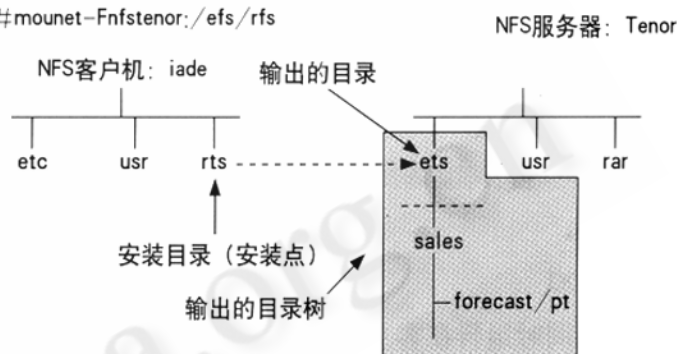 #mounet-Fnfstenor:/efs/rfs
NFS服务器：Tenor
NFS客户机：iade
输出的目录
etc
usr
rts
ets
usr
rar
安装目录（安装点）
sales
输出的目录树
forecast/pt